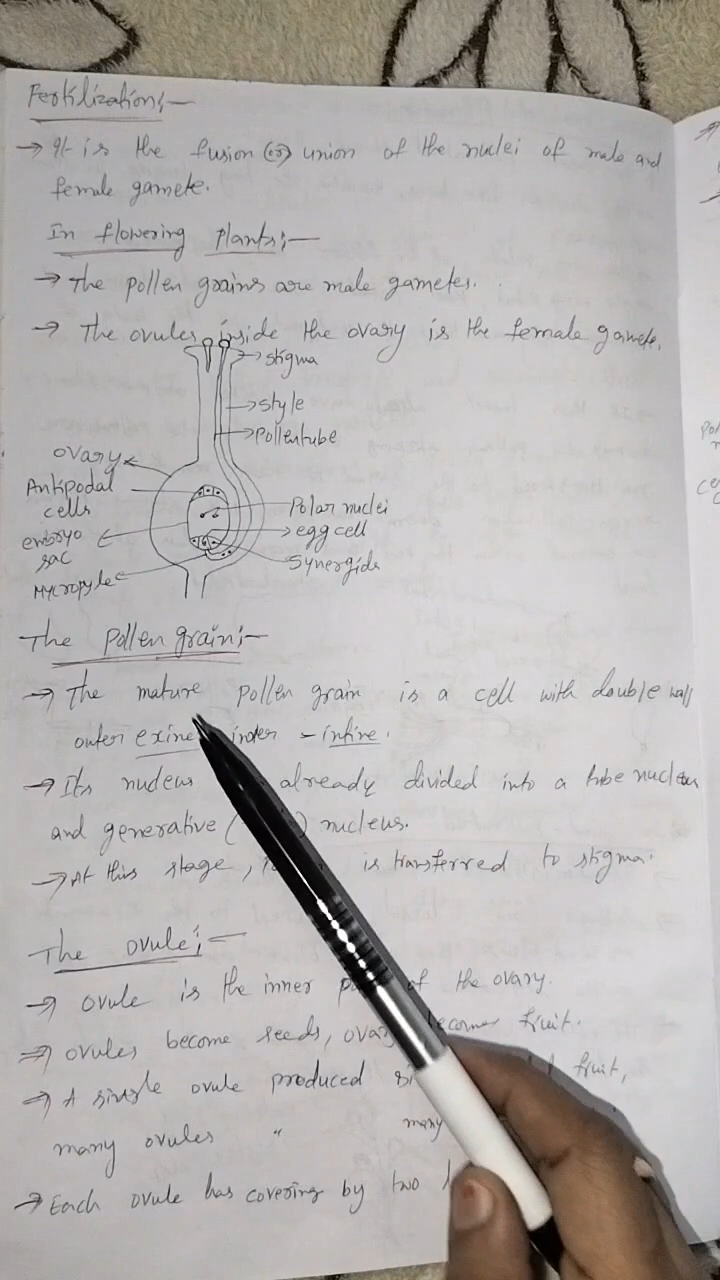 Fertilization:-
→ It is the fusion (or) union of the nuclei of male and
female gamete.
In flowering plants:-
→ The pollen grains are male gametes.
→ The ovules inside the ovary is the female gamete.
→ stigma
→ style
→ Pollentube
ovary
Antipodal
cells
embryo
sac
Mycropyle
Polar nuclei
→ egg cell
Synergids
The Pollen grain:-
→ The mature pollen grain is a cell with double wall
outer exine inner - intine.
→ Its nucleus already divided into a tube nucleus
and generative ( ) nucleus.
→ At this stage, is transferred to stigma.
The ovule:-
→ ovule is the inner of the ovary.
⇒ ovules become seeds, becomes fruit.
→ A single ovule produced fruit,
many ovules " many
→ Each ovule has covering by two